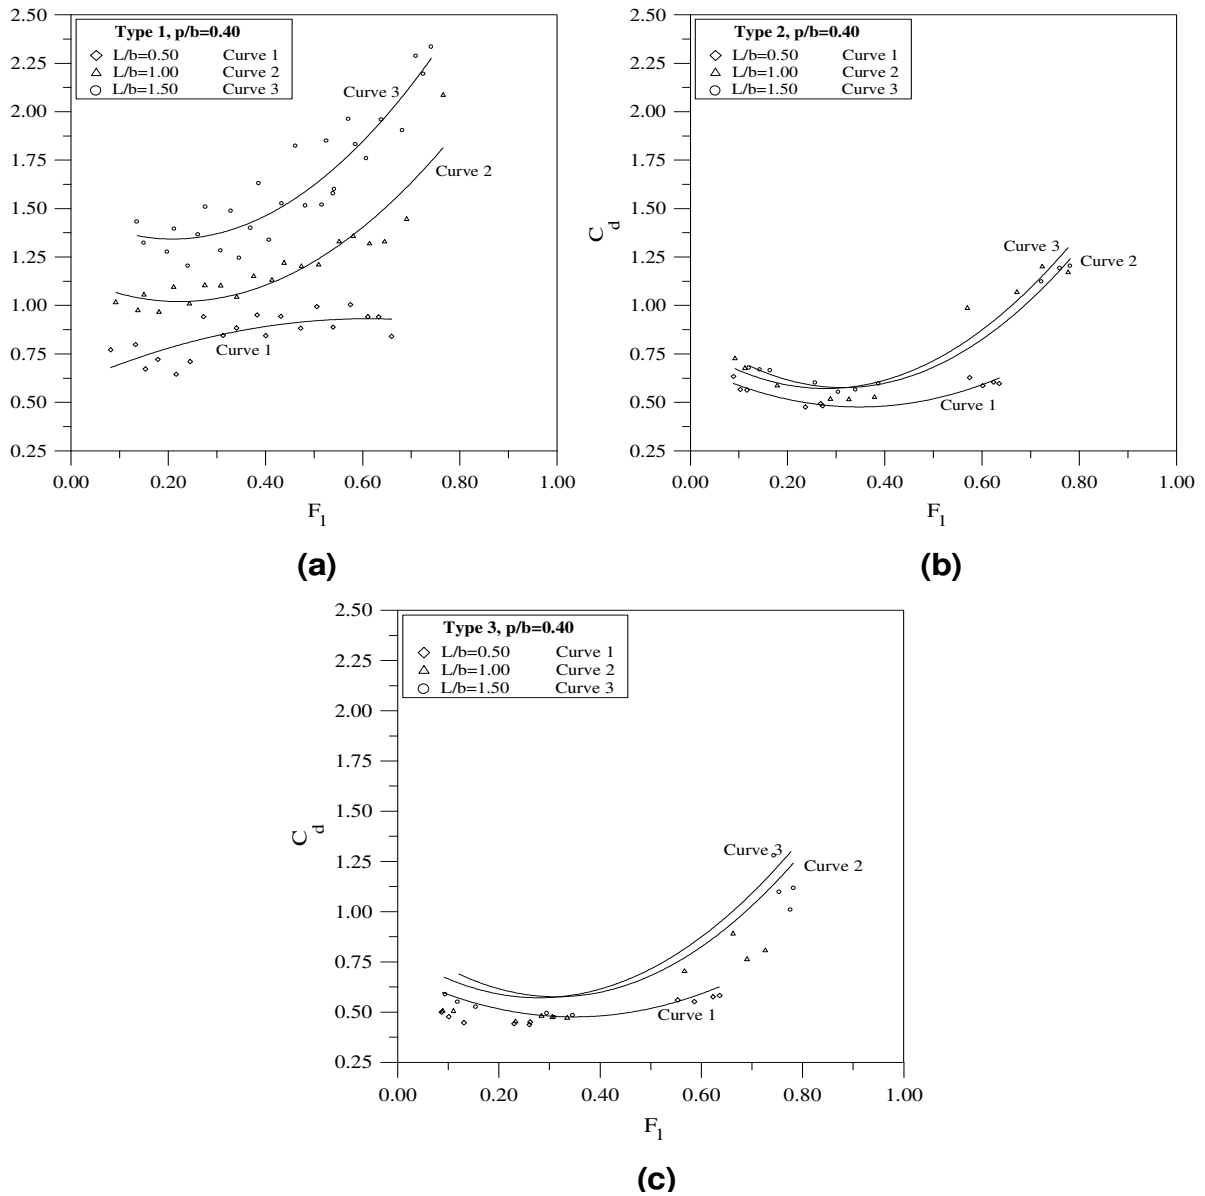 Type 1, p/b=0.40
L/b=0.50 Curve 1
L/b=1.00 Curve 2
L/b=1.50 Curve 3
2.50
2.25
2.00
1.75
1.50
1.25
1.00
0.75
0.50
0.25
Curve 3
Curve 2
Curve 1
0.00 0.20 0.40 0.60 0.80 1.00
F1
(a)
Type 2, p/b=0.40
L/b=0.50 Curve 1
L/b=1.00 Curve 2
L/b=1.50 Curve 3
2.50
2.25
2.00
1.75
1.50
1.25
1.00
0.75
0.50
0.25
Cd
Curve 3
Curve 2
Curve 1
0.00 0.20 0.40 0.60 0.80 1.00
F1
(b)
Type 3, p/b=0.40
L/b=0.50 Curve 1
L/b=1.00 Curve 2
L/b=1.50 Curve 3
2.50
2.25
2.00
1.75
1.50
1.25
1.00
0.75
0.50
0.25
Cd
Curve 3
Curve 2
Curve 1
0.00 0.20 0.40 0.60 0.80 1.00
F1
(c)